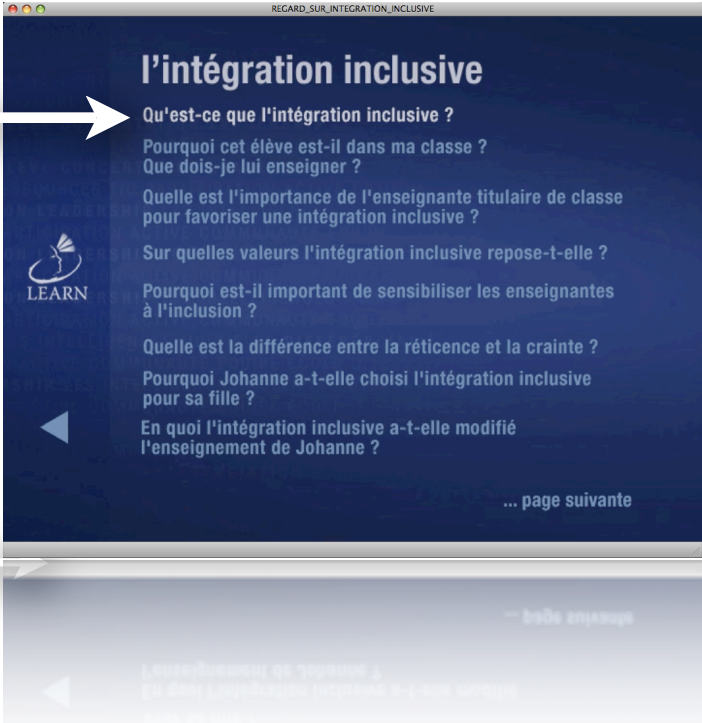 REGARD_SUR_INTEGRATION_INCLUSIVE
l'intégration inclusive
Qu'est-ce que l'intégration inclusive ?
Pourquoi cet élève est-il dans ma classe ?
Que dois-je lui enseigner ?
Quelle est l'importance de l'enseignante titulaire de classe
pour favoriser une intégration inclusive ?
Sur quelles valeurs l'intégration inclusive repose-t-elle ?
LEARN
Pourquoi est-il important de sensibiliser les enseignantes
à l'inclusion ?
Quelle est la différence entre la réticence et la crainte ?
Pourquoi Johanne a-t-elle choisi l'intégration inclusive
pour sa fille ?
En quoi l'intégration inclusive a-t-elle modifié
l'enseignement de Johanne ?
... page suivante